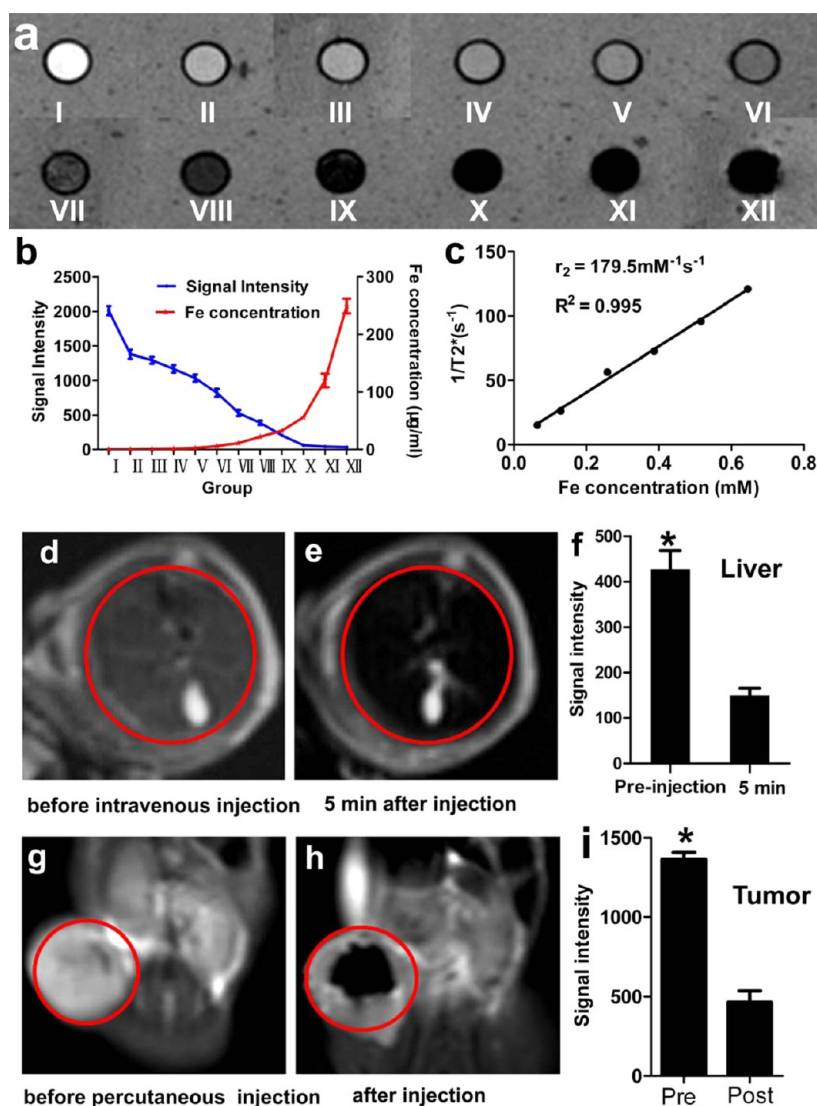 a
I II III IV V VI
VII VIII IX X XI XII
b
2500
2000
1500
1000
500
0
Signal Intensity
Signal Intensity
Fe concentration
300
200
100
0
Fe concentration (μg/ml)
I II III IV V VI VII VIII IX X XI XII
Group
c
r₂ = 179.5mM⁻¹s⁻¹
R² = 0.995
150
100
50
0
1/T2*(s⁻¹)
0.0 0.2 0.4 0.6 0.8
Fe concentration (mM)
d
before intravenous injection
e
5 min after injection
f
Liver
*
500
400
300
200
100
0
Signal intensity
Pre-injection 5 min
g
before percutaneous injection
h
after injection
i
Tumor
*
1500
1000
500
0
Signal intensity
Pre Post